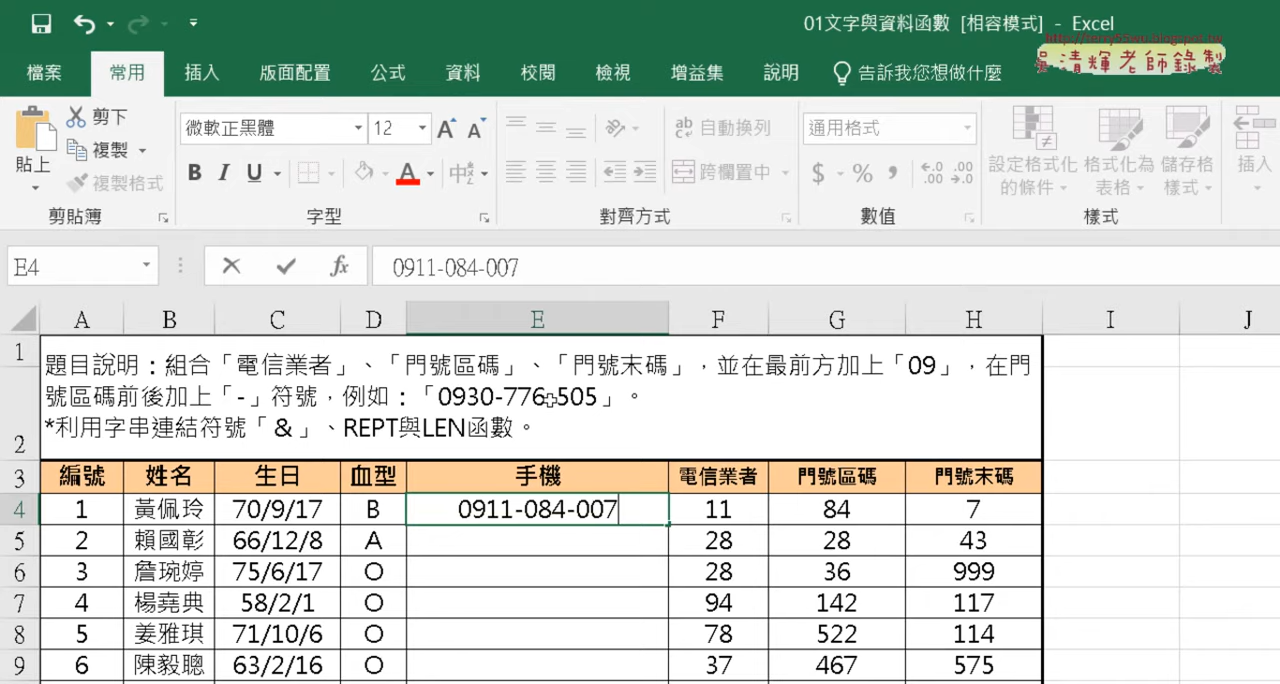 01文字與資料函數 [相容模式] - Excel
http://terry55wu.blogspot.tw
吳清輝老師錄製
檔案 常用 插入 版面配置 公式 資料 校閱 檢視 增益集 說明 告訴我您想做什麼
貼上 剪下 複製 複製格式 剪貼簿
微軟正黑體 12 A A
B I U A 中 字型
ab c 自動換列 跨欄置中 對齊方式
通用格式 $ % , .0 .00 .00 .0 數值
設定格式化的條件 格式化為表格 儲存格樣式 樣式
插入
E4 fx 0911-084-007
A B C D E F G H I J
1 題目說明：組合「電信業者」、「門號區碼」、「門號末碼」，並在最前方加上「09」，在門
號區碼前後加上「-」符號，例如：「0930-776-505」。
2 *利用字串連結符號「&」、REPT與LEN函數。
3 編號 姓名 生日 血型 手機 電信業者 門號區碼 門號末碼
4 1 黃佩玲 70/9/17 B 0911-084-007 11 84 7
5 2 賴國彰 66/12/8 A 28 28 43
6 3 詹琬婷 75/6/17 O 28 36 999
7 4 楊堯典 58/2/1 O 94 142 117
8 5 姜雅琪 71/10/6 O 78 522 114
9 6 陳毅聰 63/2/16 O 37 467 575